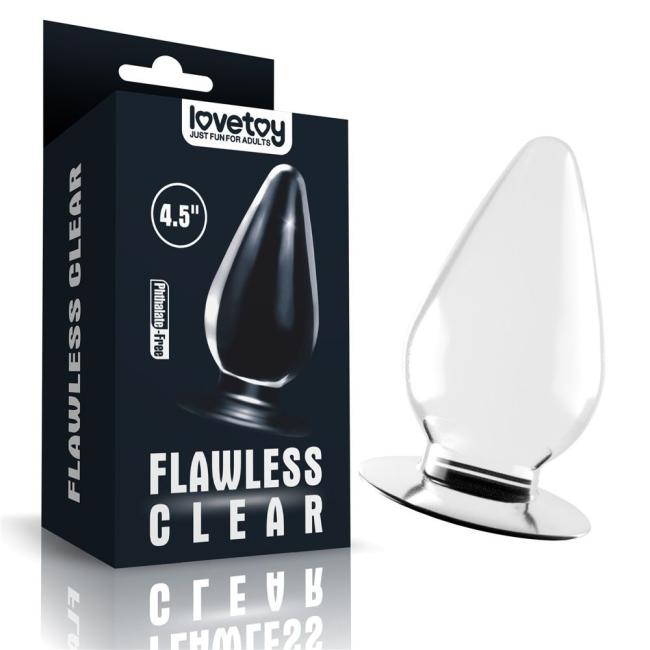 FLAWLESS CLEAR
lovetoy
JUST FUN FOR ADULTS
4.5"
Phthalate-Free
FLAWLESS
CLEAR